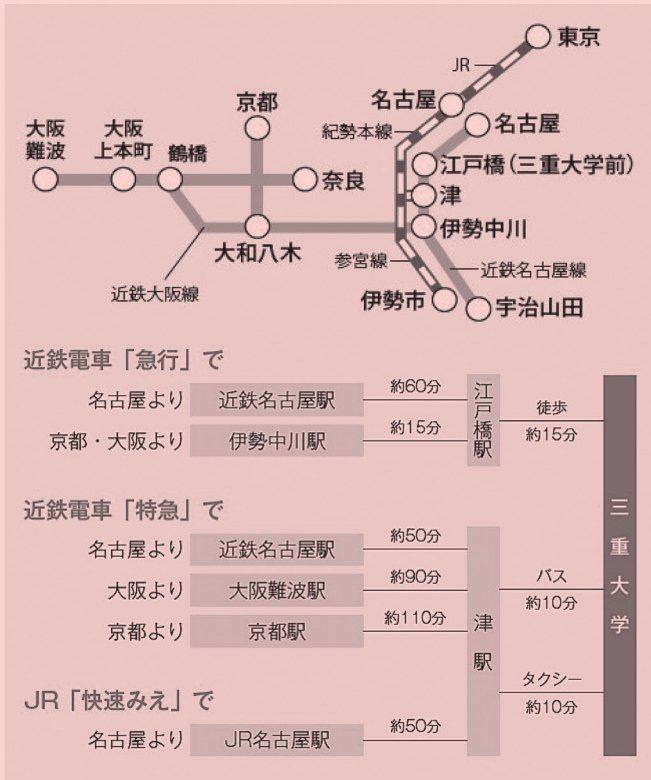 東京
JR
名古屋
紀勢本線
名古屋
京都
大阪難波
大阪上本町
鶴橋
奈良
江戸橋(三重大学前)
津
伊勢中川
大和八木
参宮線
近鉄名古屋線
近鉄大阪線
伊勢市
宇治山田
近鉄電車「急行」で
名古屋より 近鉄名古屋駅 約60分
京都・大阪より 伊勢中川駅 約15分
江戸橋駅
徒歩
約15分
近鉄電車「特急」で
名古屋より 近鉄名古屋駅 約50分
大阪より 大阪難波駅 約90分
京都より 京都駅 約110分
津駅
バス
約10分
タクシー
約10分
三重大学
JR「快速みえ」で
名古屋より JR名古屋駅 約50分